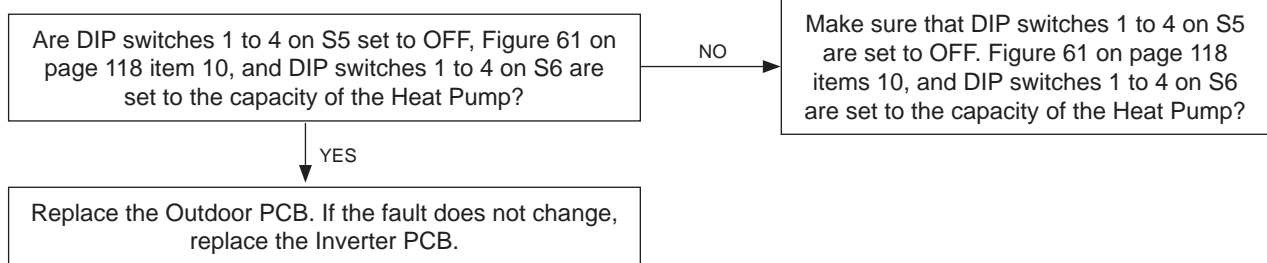 Are DIP switches 1 to 4 on S5 set to OFF, Figure 61 on
page 118 item 10, and DIP switches 1 to 4 on S6 are
set to the capacity of the Heat Pump?
NO
Make sure that DIP switches 1 to 4 on S5
are set to OFF. Figure 61 on page 118
items 10, and DIP switches 1 to 4 on S6
are set to the capacity of the Heat Pump?
YES
Replace the Outdoor PCB. If the fault does not change,
replace the Inverter PCB.